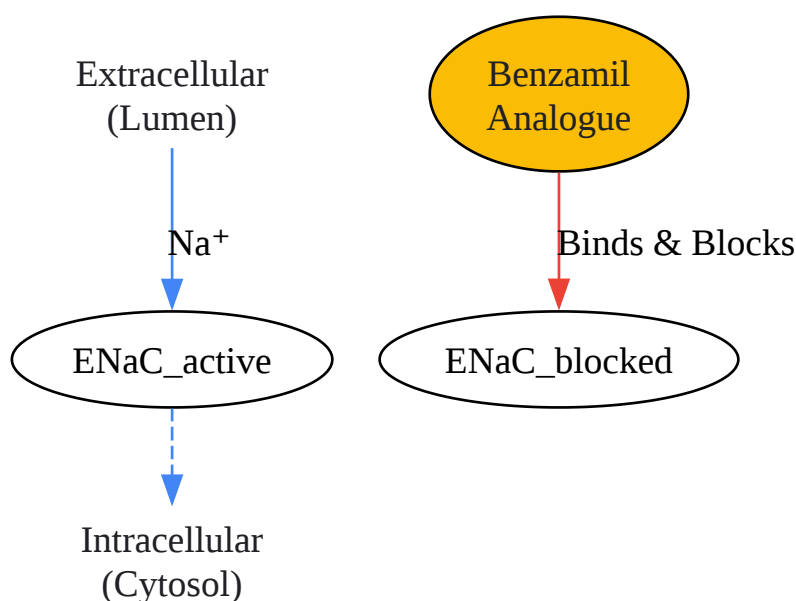 Extracellular
(Lumen)
Na⁺
ENaC_active
Intracellular
(Cytosol)
Benzamil
Analogue
Binds & Blocks
ENaC_blocked